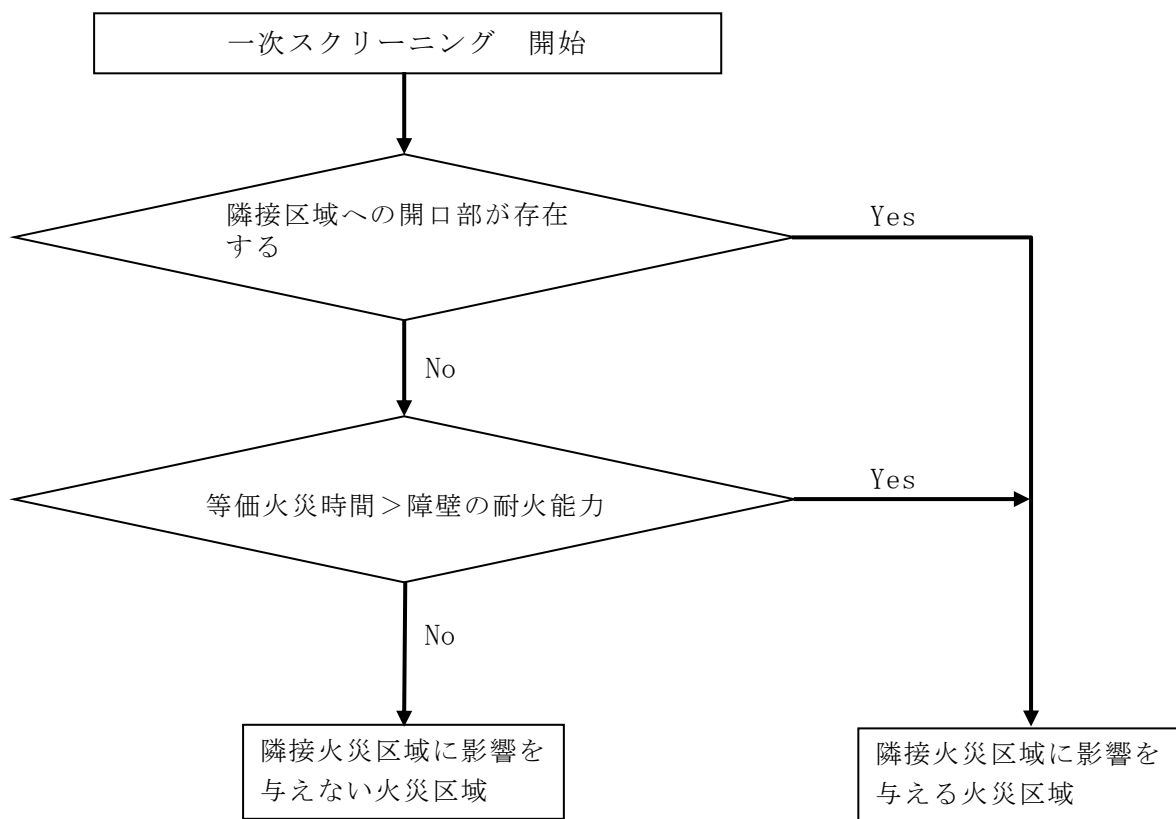 一次スクリーニング　開始
隣接区域への開口部が存在
する
Yes
No
等価火災時間＞障壁の耐火能力
Yes
No
隣接火災区域に影響を
与えない火災区域
隣接火災区域に影響を
与える火災区域